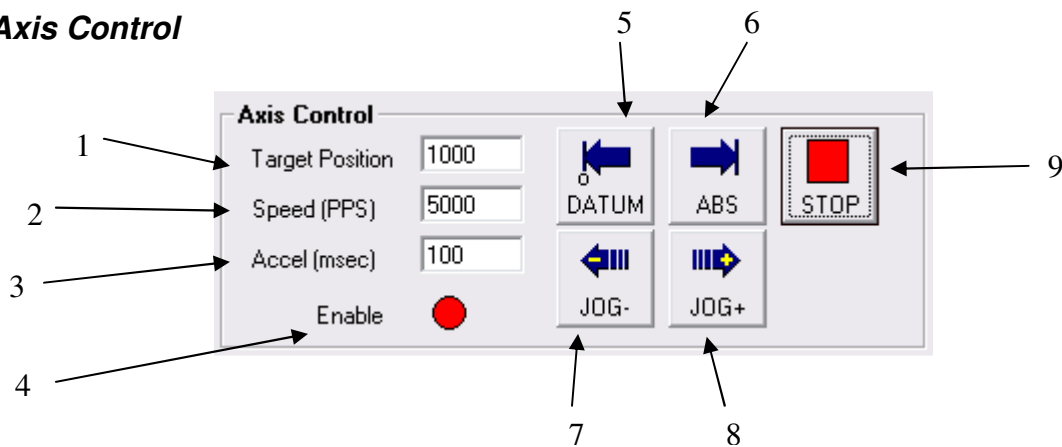 Axis Control
5 6
Axis Control
1 Target Position 1000
2 Speed (PPS) 5000
3 Accel (msec) 100
4 Enable
DATUM ABS STOP 9
JOG- JOG+
7 8